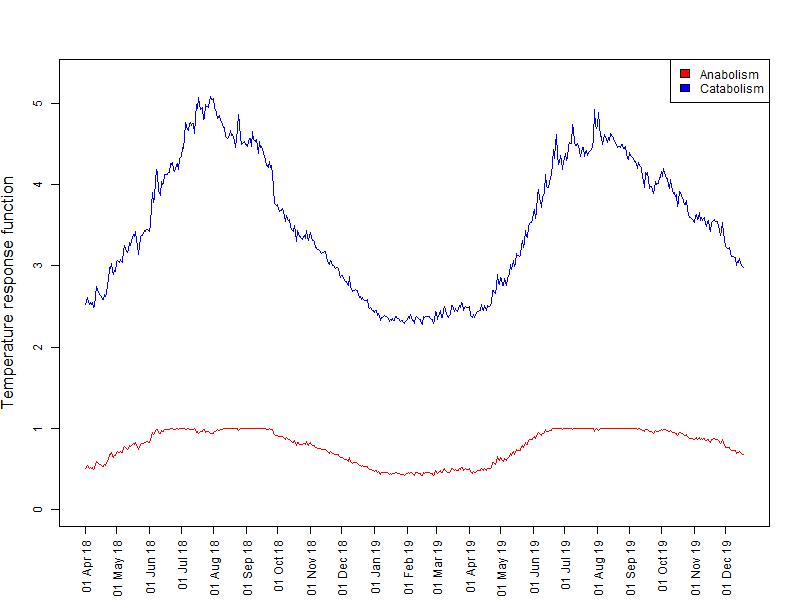 Anabolism
Catabolism
Temperature response function
5
4
3
2
1
0
01 Apr 18
01 May 18
01 Jun 18
01 Jul 18
01 Aug 18
01 Sep 18
01 Oct 18
01 Nov 18
01 Dec 18
01 Jan 19
01 Feb 19
01 Mar 19
01 Apr 19
01 May 19
01 Jun 19
01 Jul 19
01 Aug 19
01 Sep 19
01 Oct 19
01 Nov 19
01 Dec 19